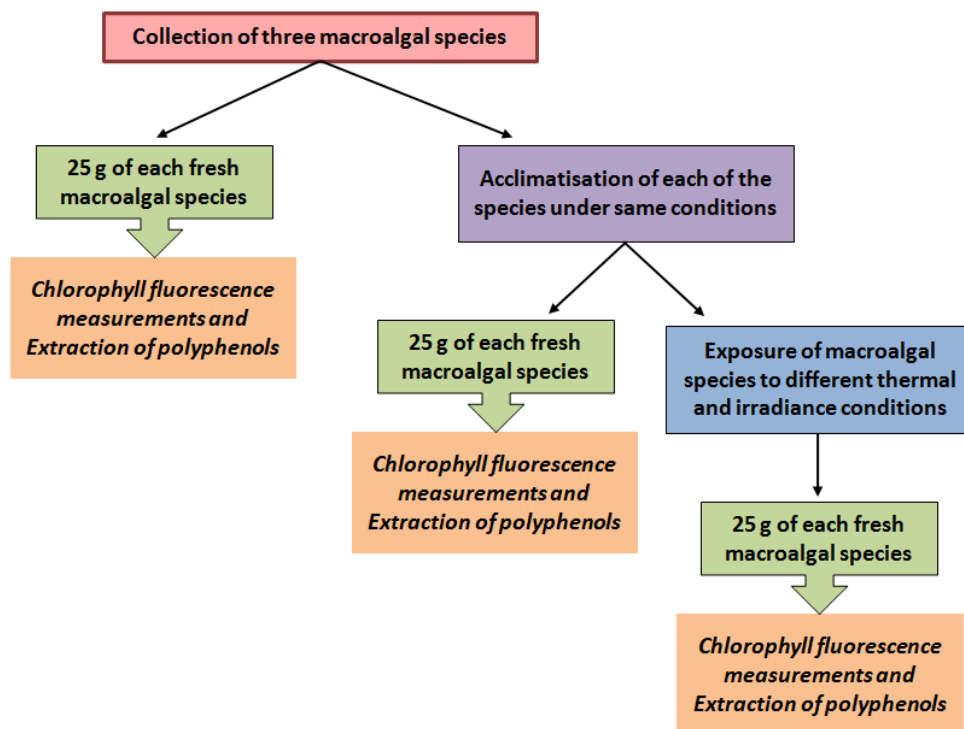 Collection of three macroalgal species
25 g of each fresh
macroalgal species
Chlorophyll fluorescence
measurements and
Extraction of polyphenols
Acclimatisation of each of the
species under same conditions
25 g of each fresh
macroalgal species
Chlorophyll fluorescence
measurements and
Extraction of polyphenols
Exposure of macroalgal
species to different thermal
and irradiance conditions
25 g of each fresh
macroalgal species
Chlorophyll fluorescence
measurements and
Extraction of polyphenols